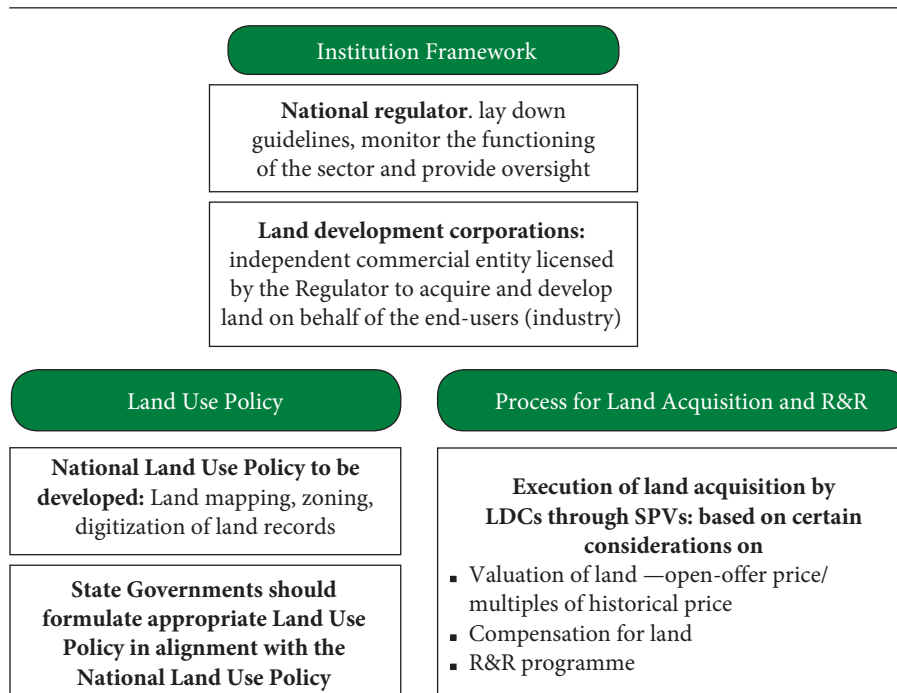 Institution Framework
National regulator. lay down
guidelines, monitor the functioning
of the sector and provide oversight
Land development corporations:
independent commercial entity licensed
by the Regulator to acquire and develop
land on behalf of the end-users (industry)
Land Use Policy
National Land Use Policy to be
developed: Land mapping, zoning,
digitization of land records
State Governments should
formulate appropriate Land Use
Policy in alignment with the
National Land Use Policy
Process for Land Acquisition and R&R
Execution of land acquisition by
LDCs through SPVs: based on certain
considerations on
▪ Valuation of land —open-offer price/
multiples of historical price
▪ Compensation for land
▪ R&R programme